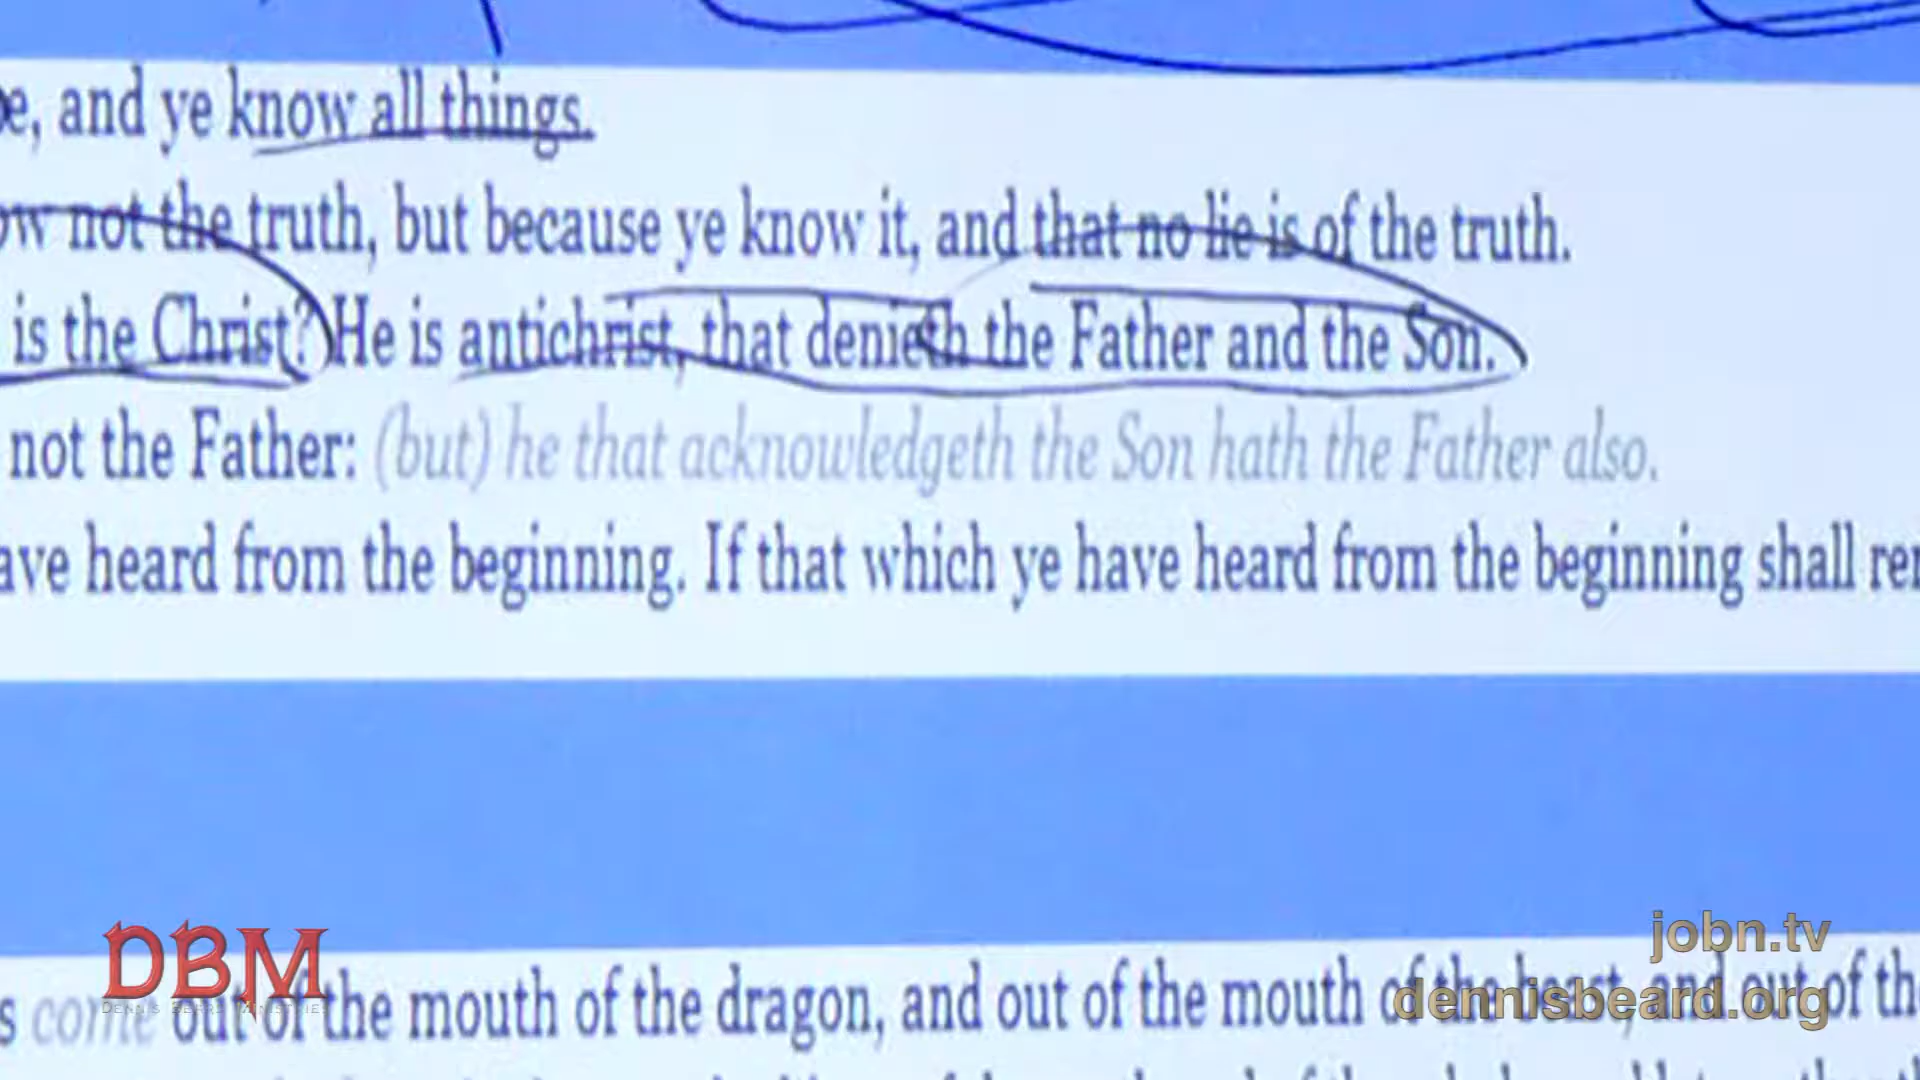 and ye know all things.
not the truth, but because ye know it, and that no lie is of the truth.
is the Christ? He is antichrist, that denieth the Father and the Son.
not the Father: (but) he that acknowledgeth the Son hath the Father also.
heard from the beginning. If that which ye have heard from the beginning shall
come out of the mouth of the dragon, and out of the mouth of the beast, and out of
DBM
DENNIS BEARD MINISTRIES
jobn.tv
dennisbeard.org